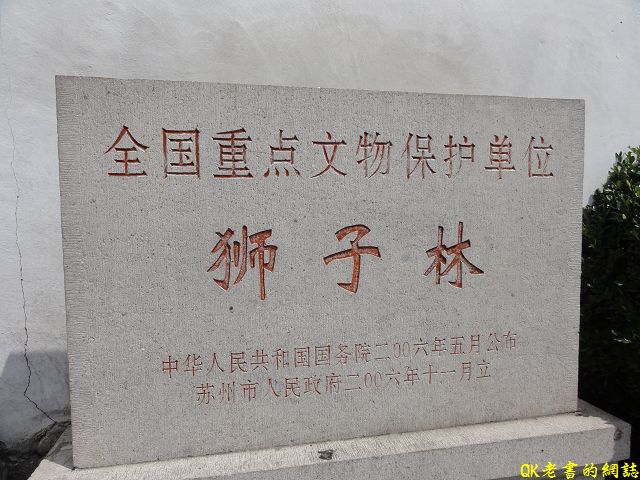 全国重点文物保护单位
狮子林
中华人民共和国国务院二00六年五月公布
苏州市人民政府二00六年十一月立
QK老書的網誌